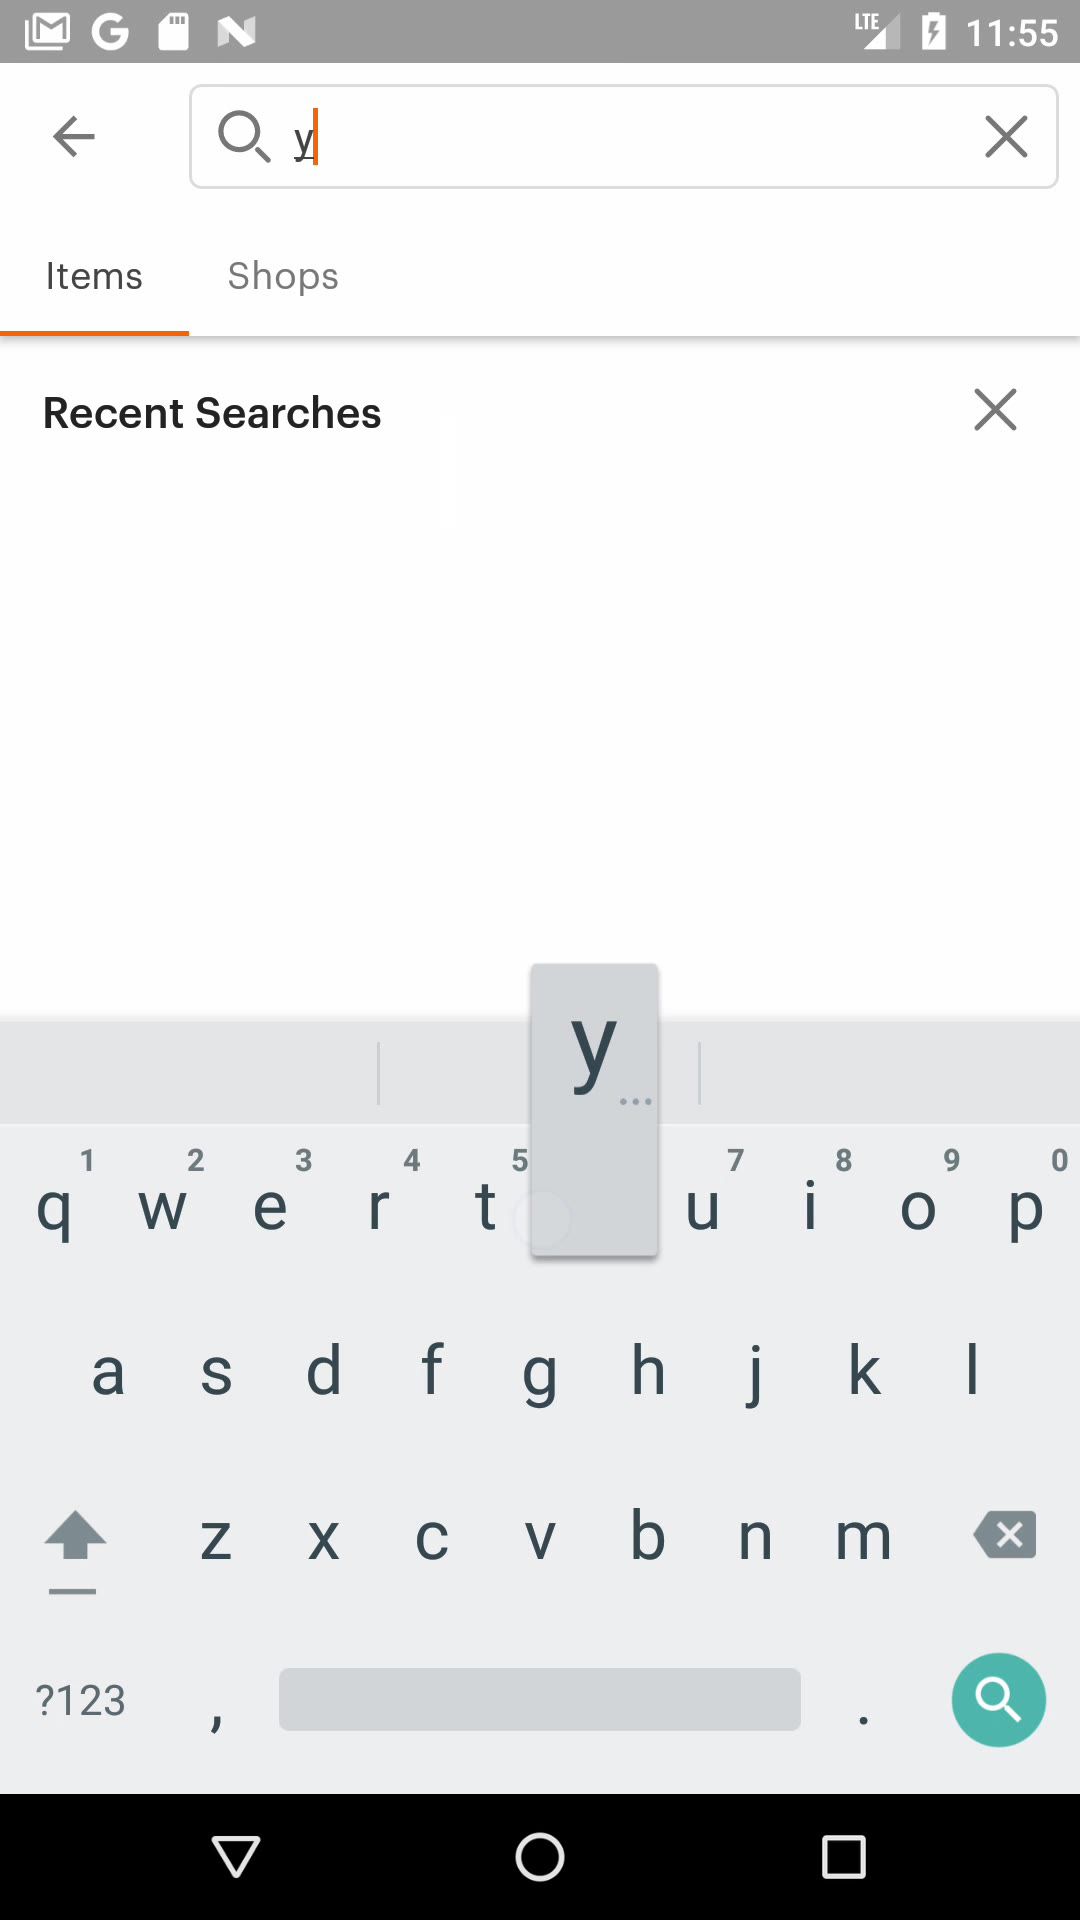 LTE 11:55
y
Items Shops
Recent Searches
y...
1 2 3 4 5 7 8 9 0
q w e r t u i o p
a s d f g h j k l
z x c v b n m
?123 , .